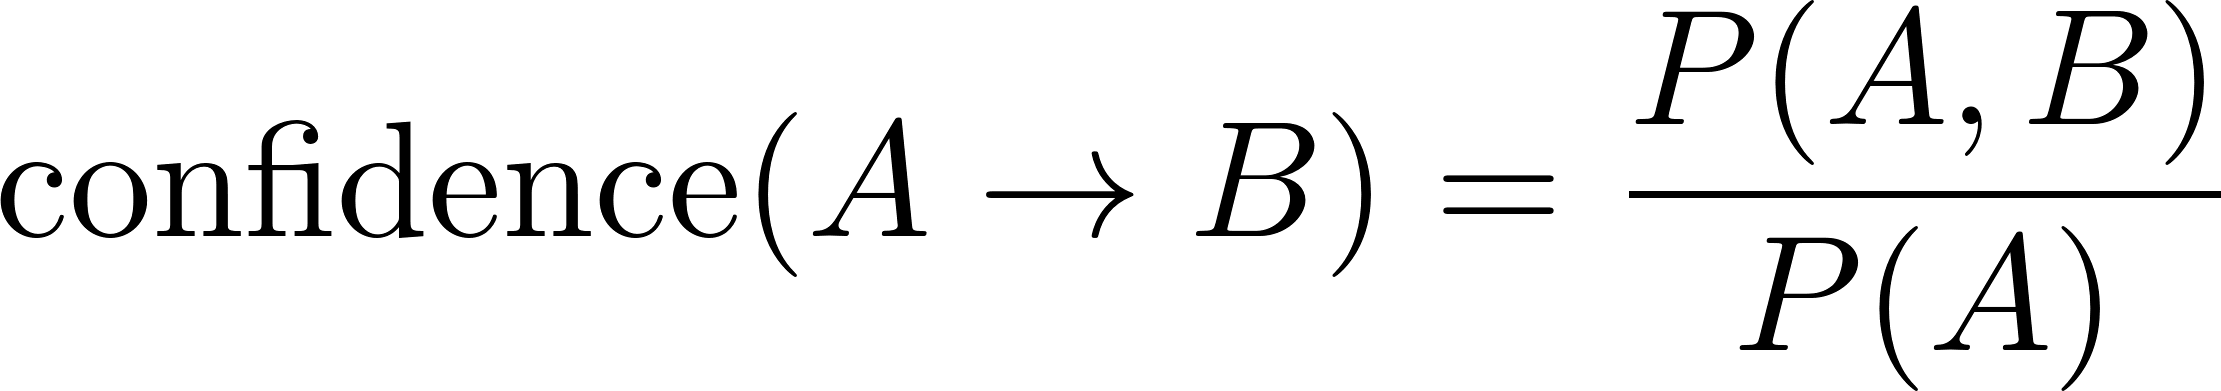 confidence(A → B) = P(A, B) / P(A)